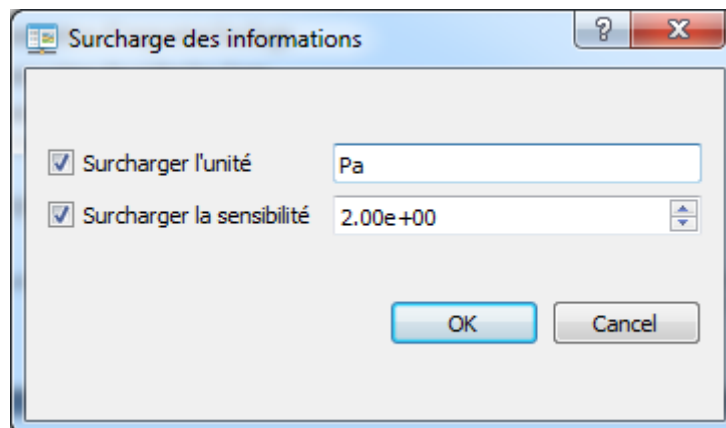 Surcharge des informations
Surcharger l'unité Pa
Surcharger la sensibilité 2.00e+00
OK Cancel